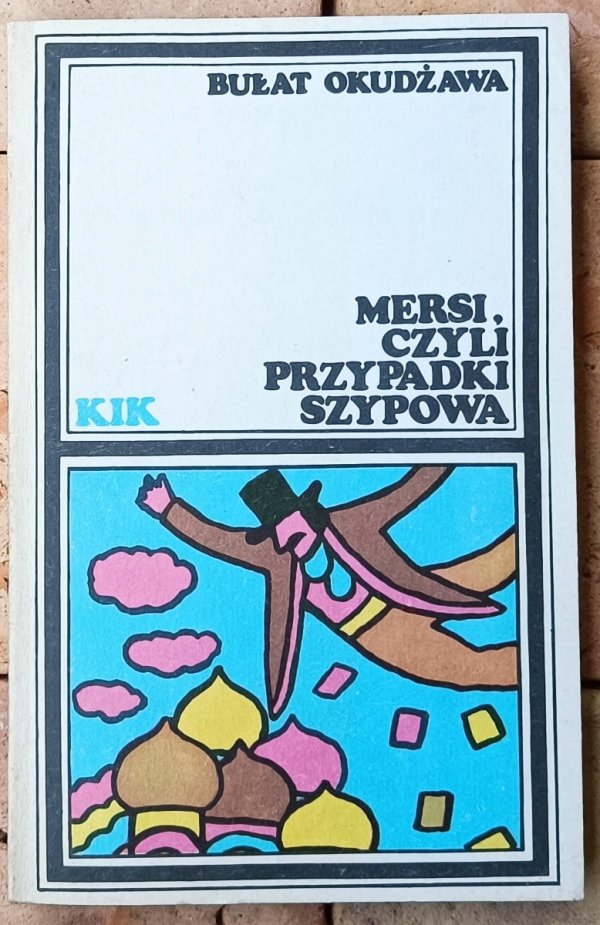 BUŁAT OKUDŻAWA
MERSI,
CZYLI
PRZYPADKI
SZYPOWA
KIK